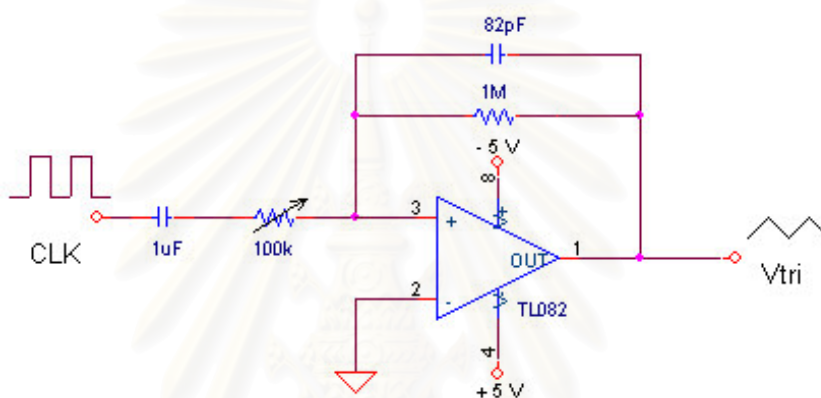 82pF
1M
- 5 V
8
CLK
1uF
100k
3
+
2
-
OUT
1
TL082
Vtri
4
+ 5 V